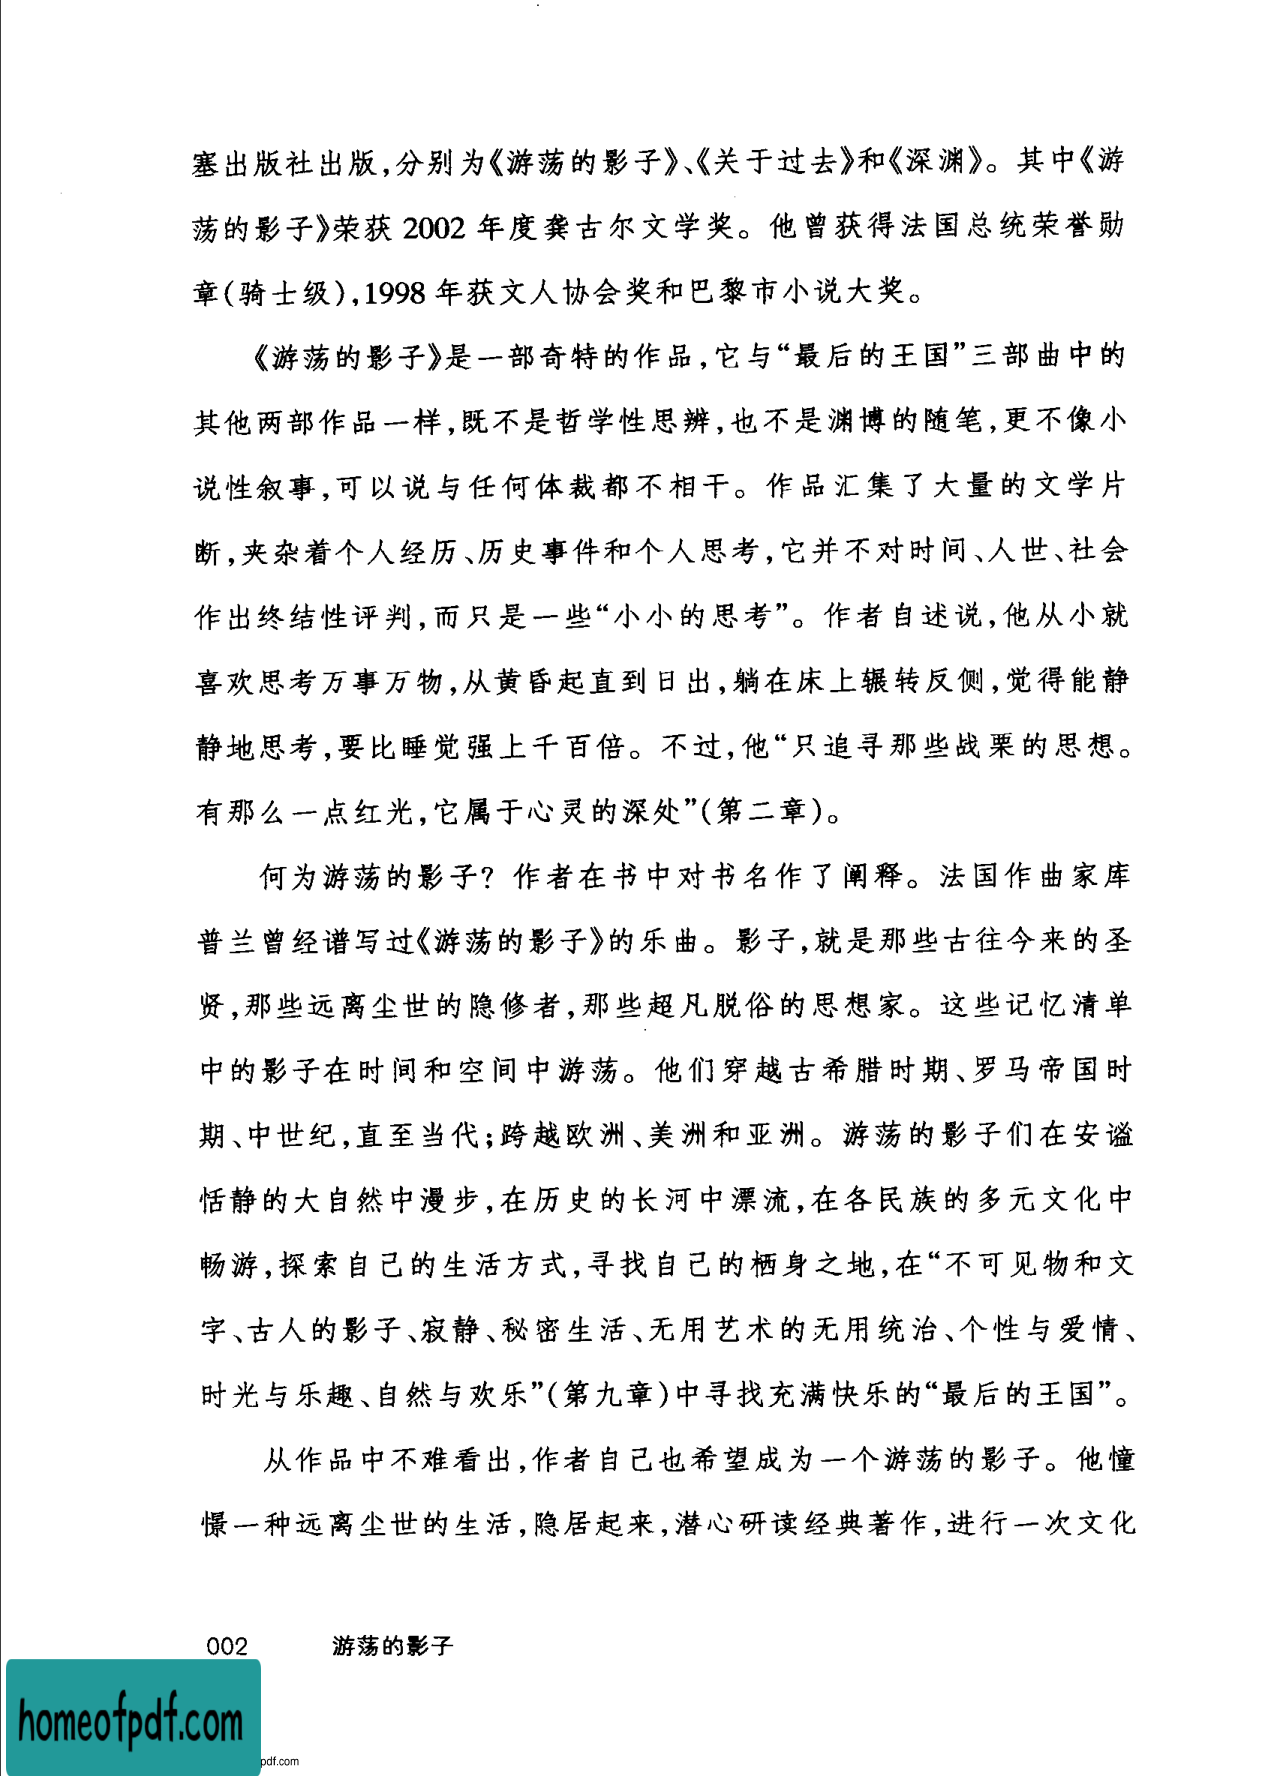 塞出版社出版,分别为《游荡的影子》、《关于过去》和《深渊》。其中《游
荡的影子》荣获 2002 年度龚古尔文学奖。他曾获得法国总统荣誉勋
章(骑士级),1998 年获文人协会奖和巴黎市小说大奖。
《游荡的影子》是一部奇特的作品,它与“最后的王国”三部曲中的
其他两部作品一样,既不是哲学性思辨,也不是渊博的随笔,更不像小
说性叙事,可以说与任何体裁都不相干。作品汇集了大量的文学片
断,夹杂着个人经历、历史事件和个人思考,它并不对时间、人世、社会
作出终结性评判,而只是一些“小小的思考”。作者自述说,他从小就
喜欢思考万事万物,从黄昏起直到日出,躺在床上辗转反侧,觉得能静
静地思考,要比睡觉强上千百倍。不过,他“只追寻那些战栗的思想。
有那么一点红光,它属于心灵的深处”(第二章)。
何为游荡的影子?作者在书中对书名作了阐释。法国作曲家库
普兰曾经谱写过《游荡的影子》的乐曲。影子,就是那些古往今来的圣
贤,那些远离尘世的隐修者,那些超凡脱俗的思想家。这些记忆清单
中的影子在时间和空间中游荡。他们穿越古希腊时期、罗马帝国时
期、中世纪,直至当代;跨越欧洲、美洲和亚洲。游荡的影子们在安谧
恬静的大自然中漫步,在历史的长河中漂流,在各民族的多元文化中
畅游,探索自己的生活方式,寻找自己的栖身之地,在“不可见物和文
字、古人的影子、寂静、秘密生活、无用艺术的无用统治、个性与爱情、
时光与乐趣、自然与欢乐”(第九章)中寻找充满快乐的“最后的王国”。
从作品中不难看出,作者自己也希望成为一个游荡的影子。他憧
憬一种远离尘世的生活,隐居起来,潜心研读经典著作,进行一次文化
002 游荡的影子
homeofpdf.com
pdf.com